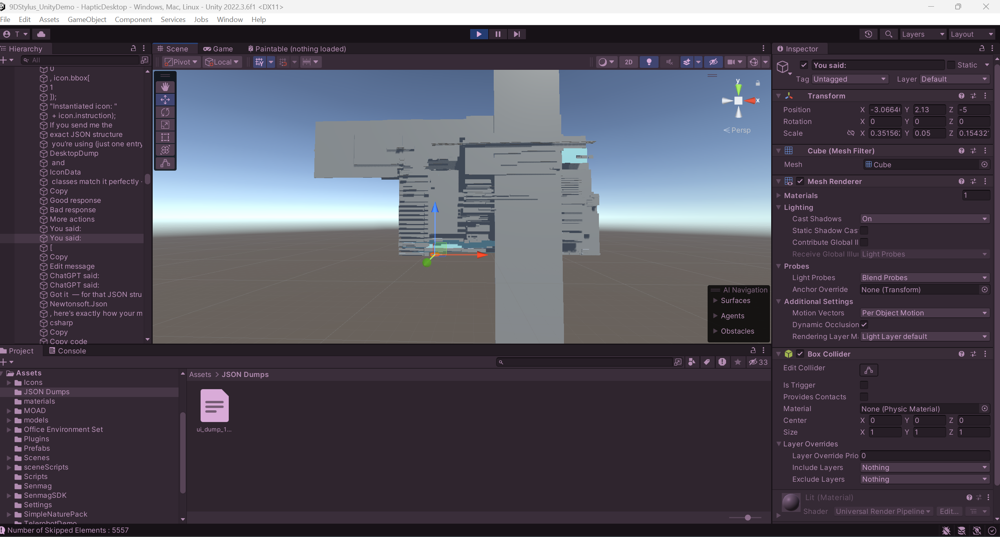 9DStylus_UnityDemo - HapticDesktop - Windows, Mac, Linux - Unity 2022.3.6f1 <DX11>
File Edit Assets GameObject Component Services Jobs Window Help
T Layers Layout
Hierarchy
All
0
, icon.bbox[
1
]);
"Instantiated icon: "
+ icon.instruction);
If you send me the
exact JSON structure
you're using (just one entry
DesktopDump
and
IconData
classes match it perfectly
Copy
Good response
Bad response
More actions
You said:
You said:
[
Copy
Edit message
ChatGPT said:
ChatGPT said:
Got it — for that JSON stru
Newtonsoft.Json
, here's exactly how your m
csharp
Copy
Copy code
Scene Game Paintable (nothing loaded)
Pivot Local 2D
y
x
Persp
AI Navigation
Surfaces
Agents
Obstacles
Inspector
You said: Static
Tag Untagged Layer Default
Transform
Position X -3.0664 Y 2.13 Z -5
Rotation X 0 Y 0 Z 0
Scale X 0.35156 Y 0.05 Z 0.15432
Cube (Mesh Filter)
Mesh Cube
Mesh Renderer
Materials 1
Lighting
Cast Shadows On
Static Shadow Cas
Contribute Global Il
Receive Global Illu Light Probes
Probes
Light Probes Blend Probes
Anchor Override None (Transform)
Additional Settings
Motion Vectors Per Object Motion
Dynamic Occlusion
Rendering Layer M Light Layer default
Box Collider
Edit Collider
Is Trigger
Provides Contacts
Material None (Physic Material)
Center X 0 Y 0 Z 0
Size X 1 Y 1 Z 1
Layer Overrides
Layer Override Prio 0
Include Layers Nothing
Exclude Layers Nothing
Lit (Material)
Shader Universal Render Pipeline Edit...
Project Console
33
Assets
Icons
JSON Dumps
materials
MOAD
models
Office Environment Set
Plugins
Prefabs
Scenes
sceneScripts
Scripts
Senmag
SenmagSDK
Settings
SimpleNaturePack
TelerobotDemo
Assets > JSON Dumps
ui_dump_1...
Number of Skipped Elements : 5557